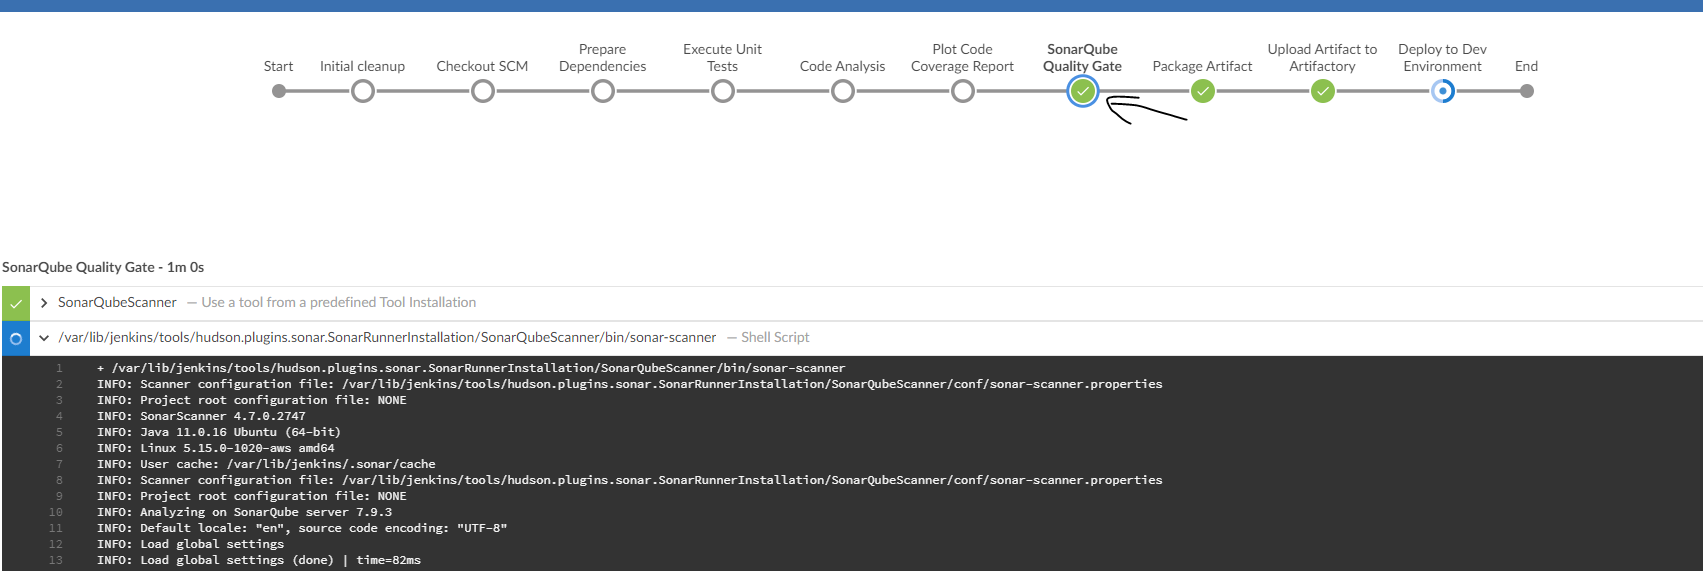 Start
Initial cleanup
Checkout SCM
Prepare
Dependencies
Execute Unit
Tests
Code Analysis
Plot Code
Coverage Report
SonarQube
Quality Gate
Package Artifact
Upload Artifact to
Artifactory
Deploy to Dev
Environment
End
SonarQube Quality Gate - 1m 0s
SonarQubeScanner — Use a tool from a predefined Tool Installation
/var/lib/jenkins/tools/hudson.plugins.sonar.SonarRunnerInstallation/SonarQubeScanner/bin/sonar-scanner — Shell Script
1 + /var/lib/jenkins/tools/hudson.plugins.sonar.SonarRunnerInstallation/SonarQubeScanner/bin/sonar-scanner
2 INFO: Scanner configuration file: /var/lib/jenkins/tools/hudson.plugins.sonar.SonarRunnerInstallation/SonarQubeScanner/conf/sonar-scanner.properties
3 INFO: Project root configuration file: NONE
4 INFO: SonarScanner 4.7.0.2747
5 INFO: Java 11.0.16 Ubuntu (64-bit)
6 INFO: Linux 5.15.0-1020-aws amd64
7 INFO: User cache: /var/lib/jenkins/.sonar/cache
8 INFO: Scanner configuration file: /var/lib/jenkins/tools/hudson.plugins.sonar.SonarRunnerInstallation/SonarQubeScanner/conf/sonar-scanner.properties
9 INFO: Project root configuration file: NONE
10 INFO: Analyzing on SonarQube server 7.9.3
11 INFO: Default locale: "en", source code encoding: "UTF-8"
12 INFO: Load global settings
13 INFO: Load global settings (done) | time=82ms